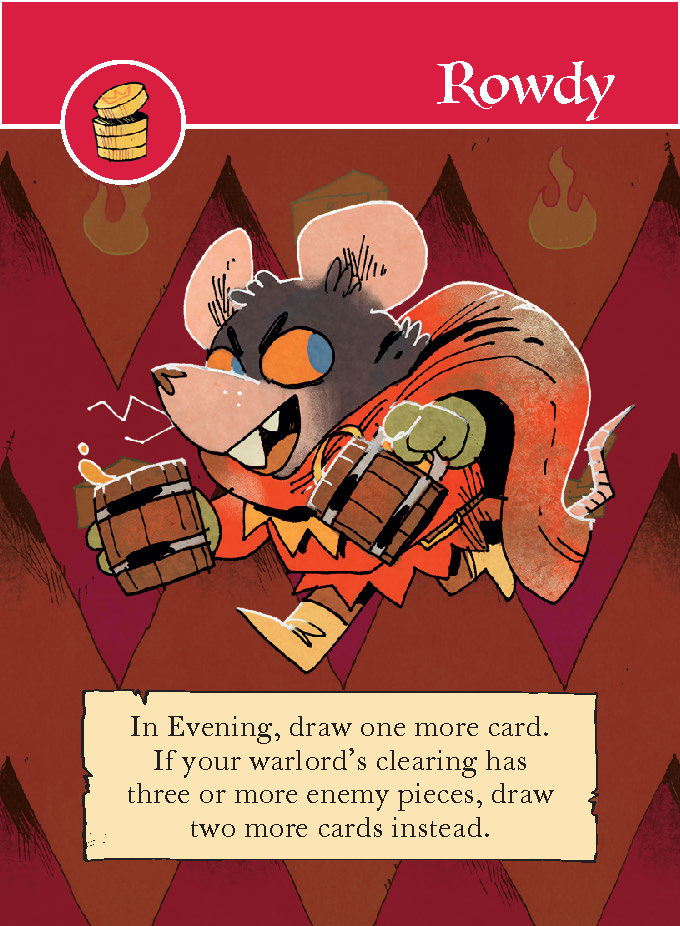 Rowdy
In Evening, draw one more card.
If your warlord’s clearing has
three or more enemy pieces, draw
two more cards instead.